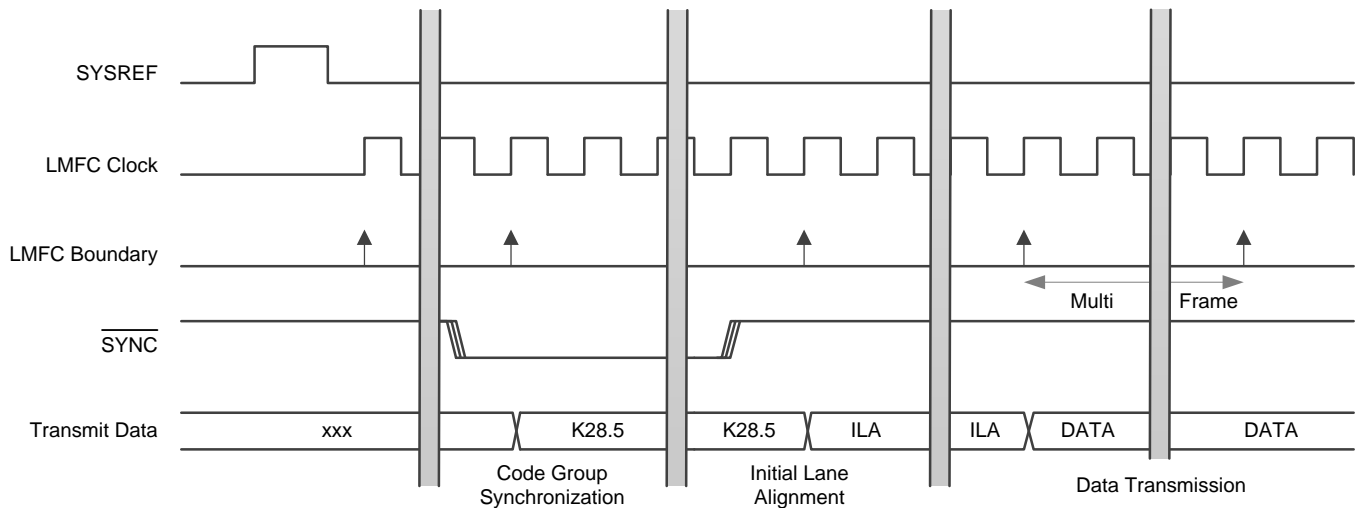 SYSREF
LMFC Clock
LMFC Boundary
Multi Frame
SYNC
Transmit Data xxx K28.5 K28.5 ILA ILA DATA DATA
Code Group
Synchronization
Initial Lane
Alignment
Data Transmission